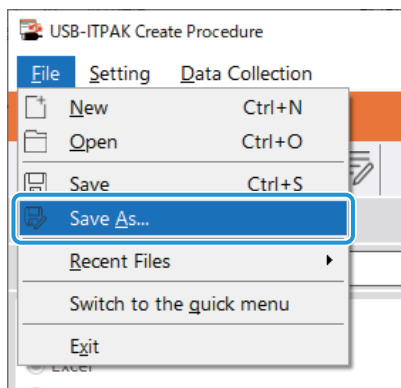 USB-ITPAK Create Procedure
File Setting Data Collection
New Ctrl+N
Open Ctrl+O
Save Ctrl+S
Save As...
Recent Files
Switch to the quick menu
Exit
Excel